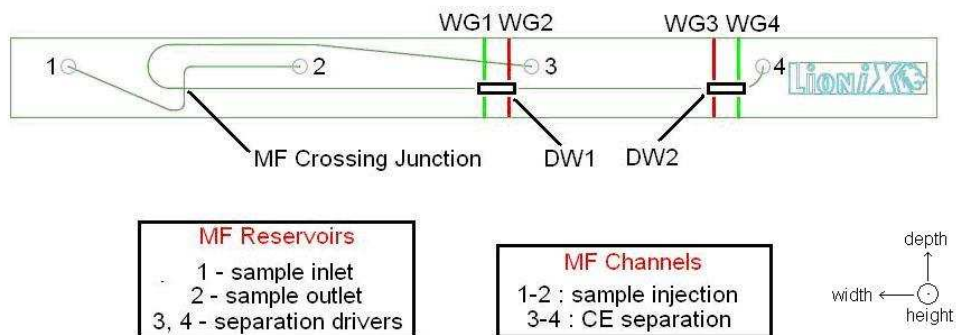 WG1 WG2 WG3 WG4
1 2 3 4 LioniX
MF Crossing Junction DW1 DW2
MF Reservoirs
1 - sample inlet
2 - sample outlet
3, 4 - separation drivers
MF Channels
1-2 : sample injection
3-4 : CE separation
depth
width
height